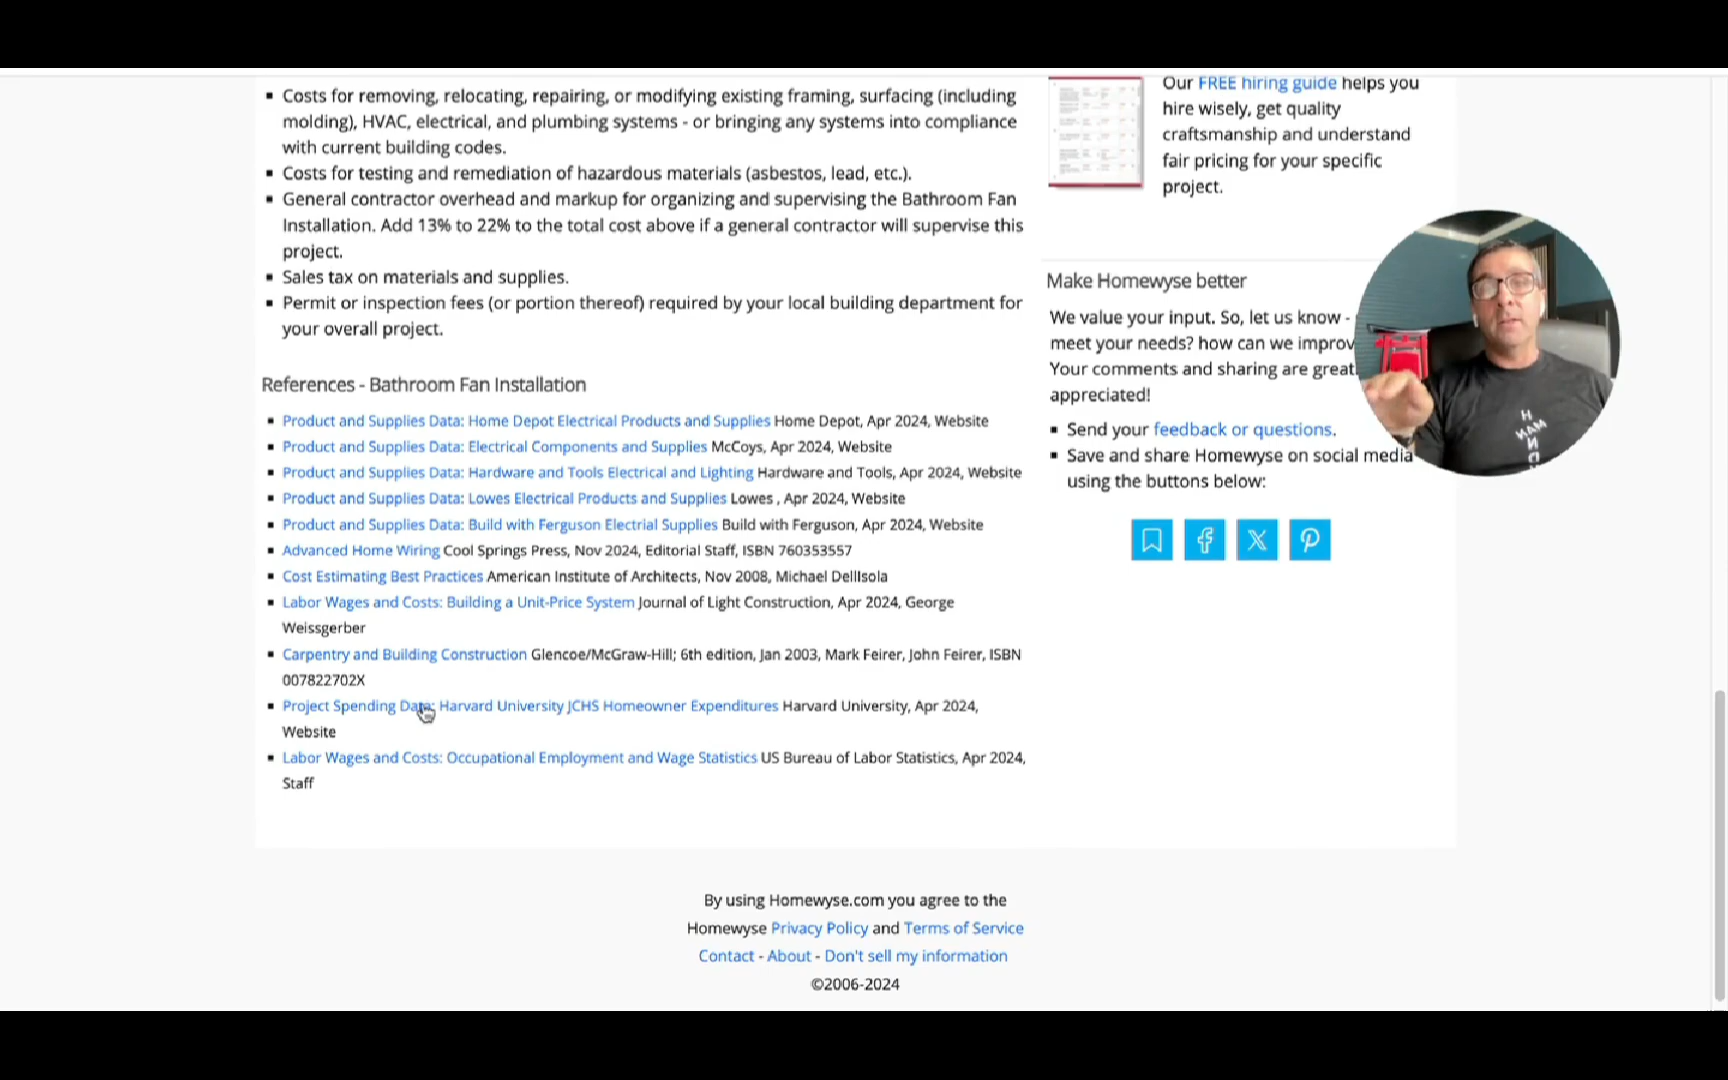 ▪ Costs for removing, relocating, repairing, or modifying existing framing, surfacing (including
molding), HVAC, electrical, and plumbing systems - or bringing any systems into compliance
with current building codes.
▪ Costs for testing and remediation of hazardous materials (asbestos, lead, etc.).
▪ General contractor overhead and markup for organizing and supervising the Bathroom Fan
Installation. Add 13% to 22% to the total cost above if a general contractor will supervise this
project.
▪ Sales tax on materials and supplies.
▪ Permit or inspection fees (or portion thereof) required by your local building department for
your overall project.
References - Bathroom Fan Installation
▪ Product and Supplies Data: Home Depot Electrical Products and Supplies Home Depot, Apr 2024, Website
▪ Product and Supplies Data: Electrical Components and Supplies McCoys, Apr 2024, Website
▪ Product and Supplies Data: Hardware and Tools Electrical and Lighting Hardware and Tools, Apr 2024, Website
▪ Product and Supplies Data: Lowes Electrical Products and Supplies Lowes , Apr 2024, Website
▪ Product and Supplies Data: Build with Ferguson Electrial Supplies Build with Ferguson, Apr 2024, Website
▪ Advanced Home Wiring Cool Springs Press, Nov 2024, Editorial Staff, ISBN 760353557
▪ Cost Estimating Best Practices American Institute of Architects, Nov 2008, Michael DellIsola
▪ Labor Wages and Costs: Building a Unit-Price System Journal of Light Construction, Apr 2024, George
Weissgerber
▪ Carpentry and Building Construction Glencoe/McGraw-Hill; 6th edition, Jan 2003, Mark Feirer, John Feirer, ISBN
007822702X
▪ Project Spending Data: Harvard University JCHS Homeowner Expenditures Harvard University, Apr 2024,
Website
▪ Labor Wages and Costs: Occupational Employment and Wage Statistics US Bureau of Labor Statistics, Apr 2024,
Staff
Our FREE hiring guide helps you
hire wisely, get quality
craftsmanship and understand
fair pricing for your specific
project.
Make Homewyse better
We value your input. So, let us know -
meet your needs? how can we improv
Your comments and sharing are great
appreciated!
▪ Send your feedback or questions.
▪ Save and share Homewyse on social media
using the buttons below:
By using Homewyse.com you agree to the
Homewyse Privacy Policy and Terms of Service
Contact - About - Don't sell my information
©2006-2024